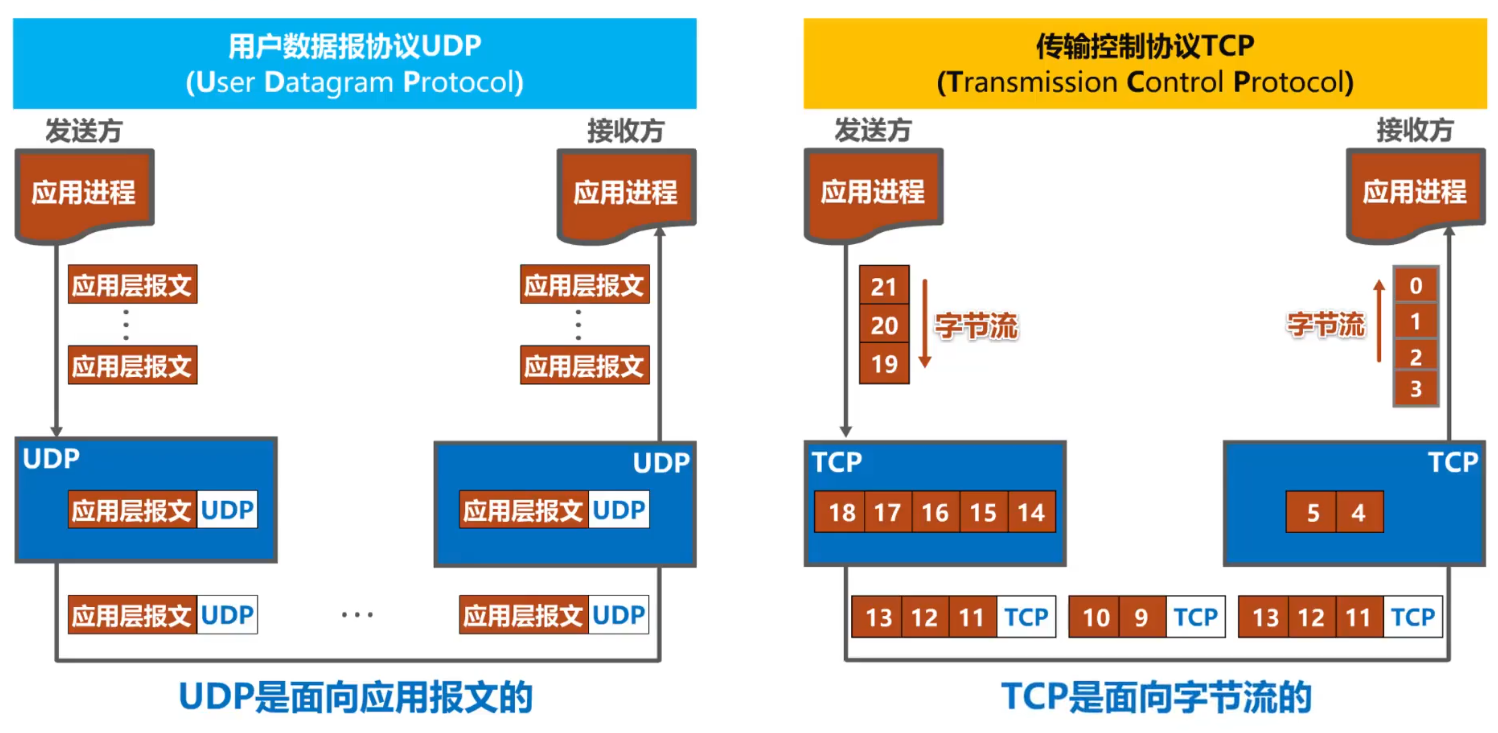 用户数据报协议UDP
(User Datagram Protocol)
发送方
接收方
应用进程
应用进程
应用层报文
应用层报文
应用层报文
应用层报文
UDP
UDP
应用层报文 UDP
应用层报文 UDP
应用层报文 UDP
...
应用层报文 UDP
UDP是面向应用报文的
传输控制协议TCP
(Transmission Control Protocol)
发送方
接收方
应用进程
应用进程
21
20
19
字节流
字节流
0
1
2
3
TCP
TCP
18 17 16 15 14
5 4
13 12 11 TCP
10 9 TCP
13 12 11 TCP
TCP是面向字节流的